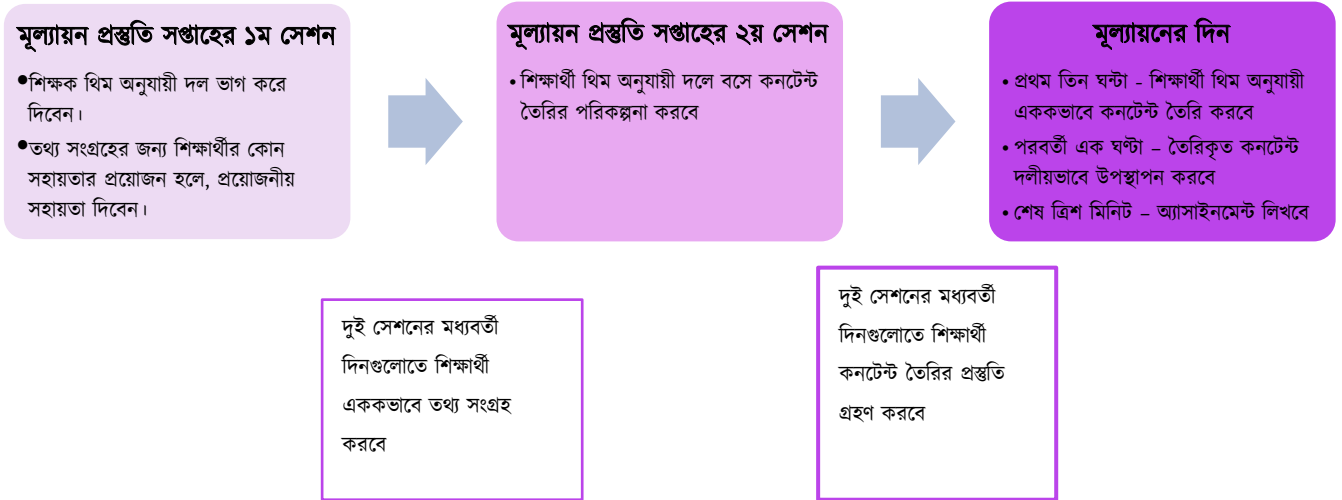 মূল্যায়ন প্রস্তুতি সপ্তাহের ১ম সেশন
•শিক্ষক থিম অনুযায়ী দল ভাগ করে
দিবেন।
•তথ্য সংগ্রহের জন্য শিক্ষার্থীর কোন
সহায়তার প্রয়োজন হলে, প্রয়োজনীয়
সহায়তা দিবেন।
মূল্যায়ন প্রস্তুতি সপ্তাহের ২য় সেশন
• শিক্ষার্থী থিম অনুযায়ী দলে বসে কনটেন্ট
তৈরির পরিকল্পনা করবে
মূল্যায়নের দিন
• প্রথম তিন ঘন্টা - শিক্ষার্থী থিম অনুযায়ী
এককভাবে কনটেন্ট তৈরি করবে
• পরবর্তী এক ঘণ্টা – তৈরিকৃত কনটেন্ট
দলীয়ভাবে উপস্থাপন করবে
• শেষ ত্রিশ মিনিট – অ্যাসাইনমেন্ট লিখবে
দুই সেশনের মধ্যবর্তী
দিনগুলোতে শিক্ষার্থী
এককভাবে তথ্য সংগ্রহ
করবে
দুই সেশনের মধ্যবর্তী
দিনগুলোতে শিক্ষার্থী
কনটেন্ট তৈরির প্রস্তুতি
গ্রহণ করবে